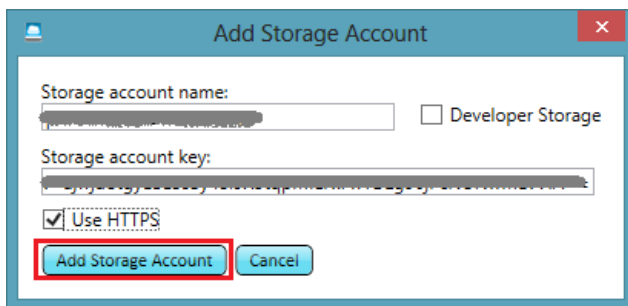 Add Storage Account
Storage account name:
Developer Storage
Storage account key:
Use HTTPS
Add Storage Account Cancel